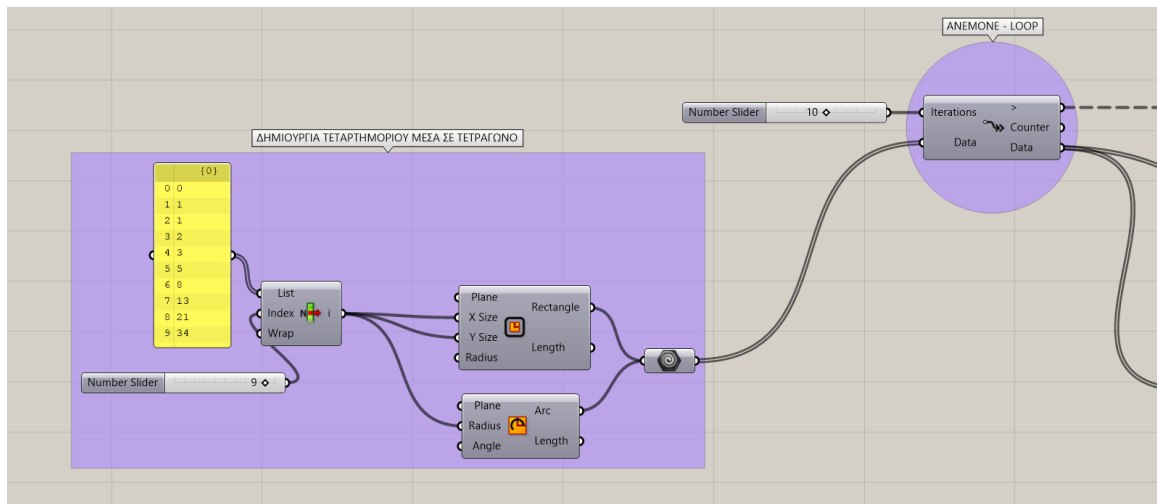 ANEMONE - LOOP
Number Slider 10
Iterations >
Counter
Data Data
ΔΗΜΙΟΥΡΓΙΑ ΤΕΤΑΡΤΗΜΟΡΙΟΥ ΜΕΣΑ ΣΕ ΤΕΤΡΑΓΩΝΟ
{0}
0 0
1 1
2 1
3 2
4 3
5 5
6 8
7 13
8 21
9 34
List
Index N i
Wrap
Number Slider 9
Plane
Rectangle
X Size
Y Size
Length
Radius
Plane
Arc
Radius
Length
Angle